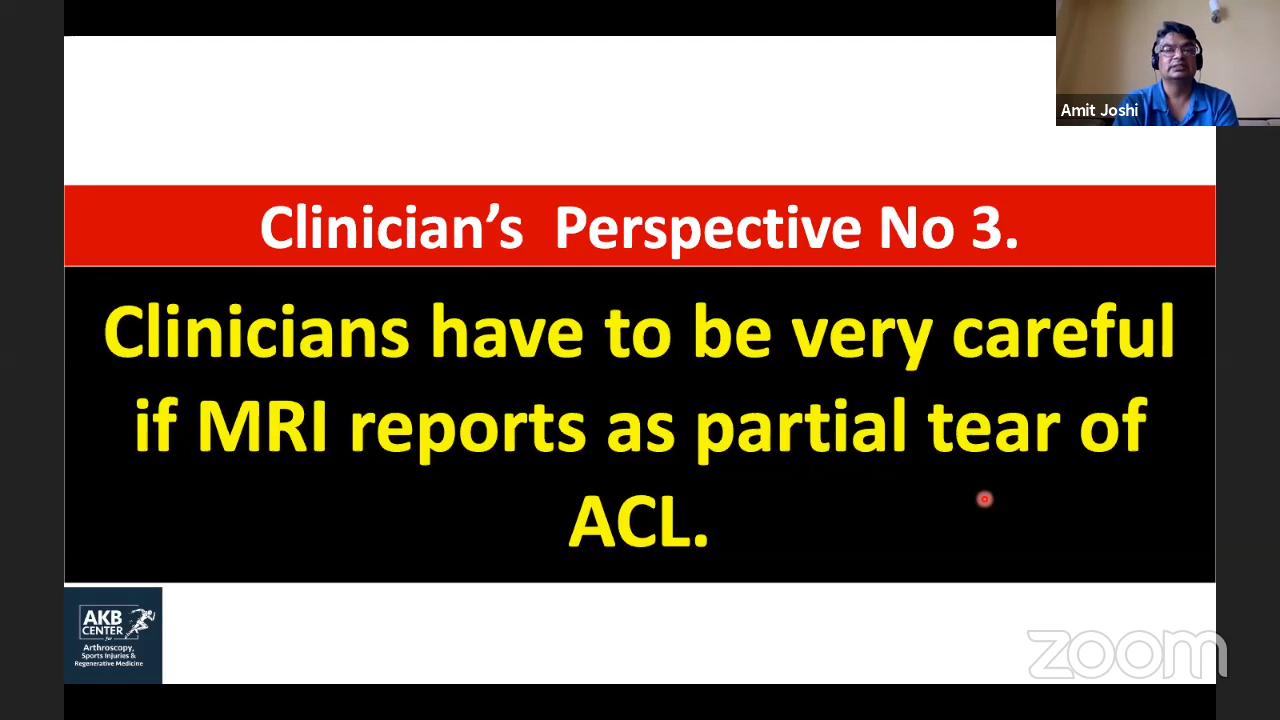 Amit Joshi
Clinician’s Perspective No 3.
Clinicians have to be very careful
if MRI reports as partial tear of
ACL.
AKB
CENTER
for
Arthroscopy,
Sports Injuries &
Regenerative Medicine
zoom